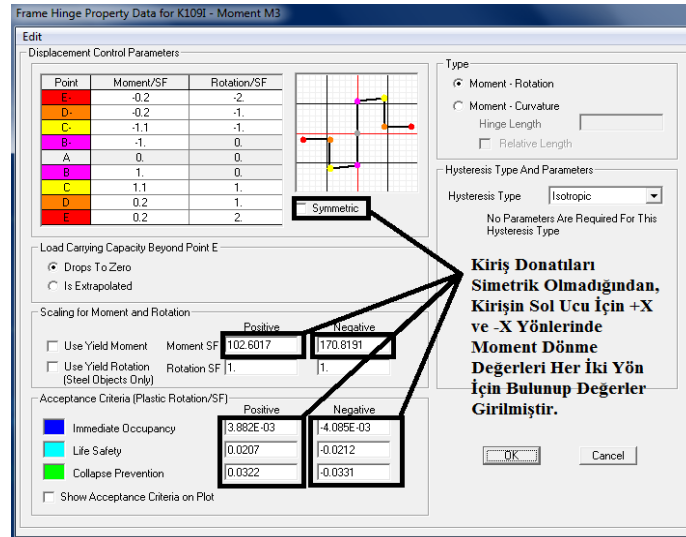 Frame Hinge Property Data for K109I - Moment M3
Edit
Displacement Control Parameters
Point Moment/SF Rotation/SF
E- -0.2 -2.
D- -0.2 -1.
C- -1.1 -1.
B- -1. 0.
A 0. 0.
B 1. 0.
C 1.1 1.
D 0.2 1.
E 0.2 2.
Symmetric
Load Carrying Capacity Beyond Point E
Drops To Zero
Is Extrapolated
Scaling for Moment and Rotation
Positive Negative
Use Yield Moment Moment SF 102.6017 170.8191
Use Yield Rotation Rotation SF 1. 1.
(Steel Objects Only)
Acceptance Criteria (Plastic Rotation/SF)
Positive Negative
Immediate Occupancy 3.882E-03 -4.085E-03
Life Safety 0.0207 -0.0212
Collapse Prevention 0.0322 -0.0331
Show Acceptance Criteria on Plot
Type
Moment - Rotation
Moment - Curvature
Hinge Length
Relative Length
Hysteresis Type And Parameters
Hysteresis Type Isotropic
No Parameters Are Required For This
Hysteresis Type
Kiriş Donatıları
Simetrik Olmadığından,
Kirişin Sol Ucu İçin +X
ve -X Yönlerinde
Moment Dönme
Değerleri Her İki Yön
İçin Bulunup Değerler
Girilmiştir.
OK Cancel